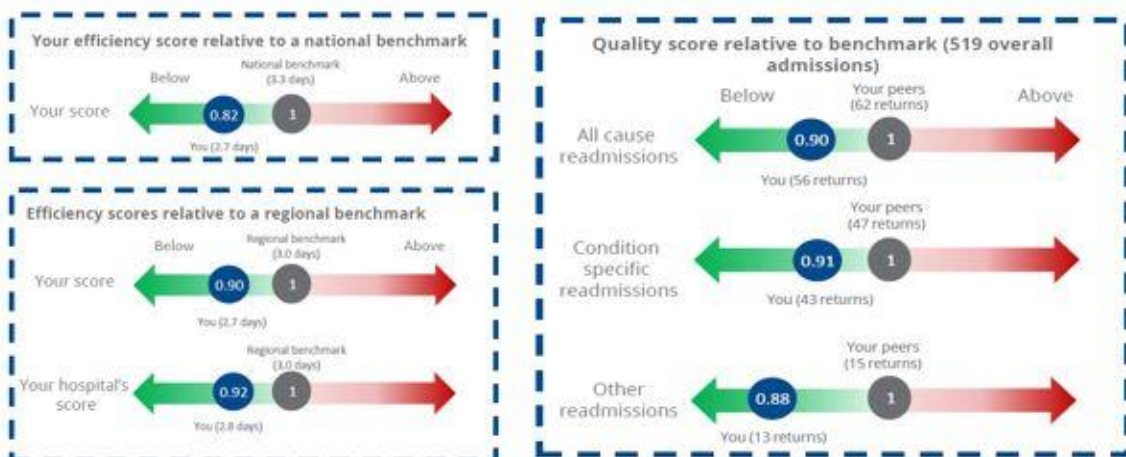 Your efficiency score relative to a national benchmark
National benchmark
(3.3 days)
Below
Above
Your score
0.82
1
You (2.7 days)
Efficiency scores relative to a regional benchmark
Regional benchmark
(3.0 days)
Below
Above
Your score
0.90
1
You (2.7 days)
Regional benchmark
(3.0 days)
Your hospital's
score
0.92
1
You (2.8 days)
Quality score relative to benchmark (519 overall
admissions)
Your peers
(62 returns)
Below
Above
All cause
readmissions
0.90
1
You (56 returns)
Your peers
(47 returns)
Condition
specific
readmissions
0.91
1
You (43 returns)
Your peers
(15 returns)
Other
readmissions
0.88
1
You (13 returns)